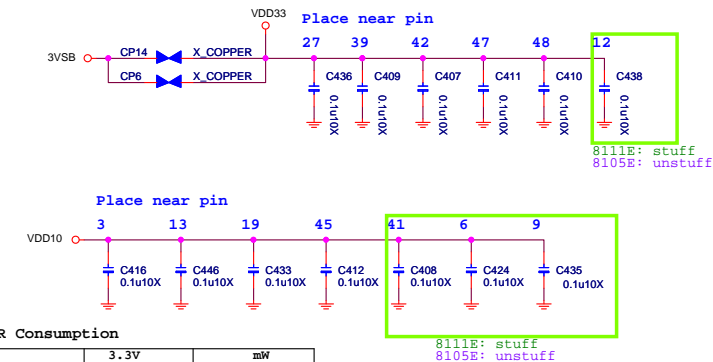 VDD33
Place near pin
27 39 42 47 48 12
3VSB
CP14 X_COPPER
CP6 X_COPPER
C436 C409 C407 C411 C410 C438
0.1u10X 0.1u10X 0.1u10X 0.1u10X 0.1u10X 0.1u10X
8111E: stuff
8105E: unstuff
Place near pin
3 13 19 45 41 6 9
VDD10
C416 C446 C433 C412 C408 C424 C435
0.1u10X 0.1u10X 0.1u10X 0.1u10X 0.1u10X 0.1u10X 0.1u10X
8111E: stuff
8105E: unstuff
R Consumption
3.3V mW